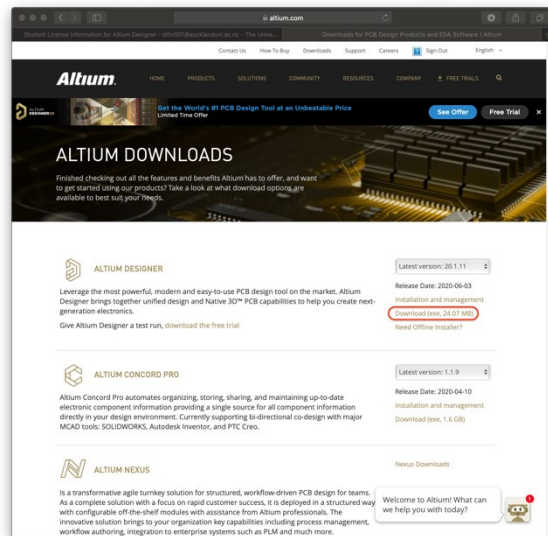 altium.com
Student License Information for Altium Designer - dthr001@aucklanduni.ac.nz - The Unive...
Downloads for PCB Design Products and EDA Software | Altium
Contact Us How To Buy Downloads Support Careers Sign Out English
Altium.
HOME PRODUCTS SOLUTIONS COMMUNITY RESOURCES COMPANY FREE TRIALS
ALTIUM
DESIGNER
Get the World's #1 PCB Design Tool at an Unbeatable Price
Limited Time Offer
See Offer Free Trial ×
ALTIUM DOWNLOADS
Finished checking out all the features and benefits Altium has to offer, and want
to get started using our products? Take a look at what download options are
available to best suit your needs.
ALTIUM DESIGNER
Leverage the most powerful, modern and easy-to-use PCB design tool on the market. Altium
Designer brings together unified design and Native 3D™ PCB capabilities to help you create next-
generation electronics.
Give Altium Designer a test run, download the free trial
Latest version: 20.1.11
Release Date: 2020-06-03
Installation and management
Download (exe, 24.07 MB)
Need Offline Installer?
ALTIUM CONCORD PRO
Altium Concord Pro automates organizing, storing, sharing, and maintaining up-to-date
electronic component information providing a single source for all component information
directly in your design environment. Currently supporting bi-directional co-design with major
MCAD tools: SOLIDWORKS, Autodesk Inventor, and PTC Creo.
Latest version: 1.1.9
Release Date: 2020-04-10
Installation and management
Download (exe, 1.6 GB)
ALTIUM NEXUS
Is a transformative agile turnkey solution for structured, workflow-driven PCB design for teams.
As a complete solution with a focus on rapid customer success, it is deployed in a structured way
with configurable off-the-shelf modules with assistance from Altium professionals. The
innovative solution brings to your organization key capabilities including process management,
workflow authoring, integration to enterprise systems such as PLM and much more.
Nexus Downloads
Welcome to Altium! What can
we help you with today?
1